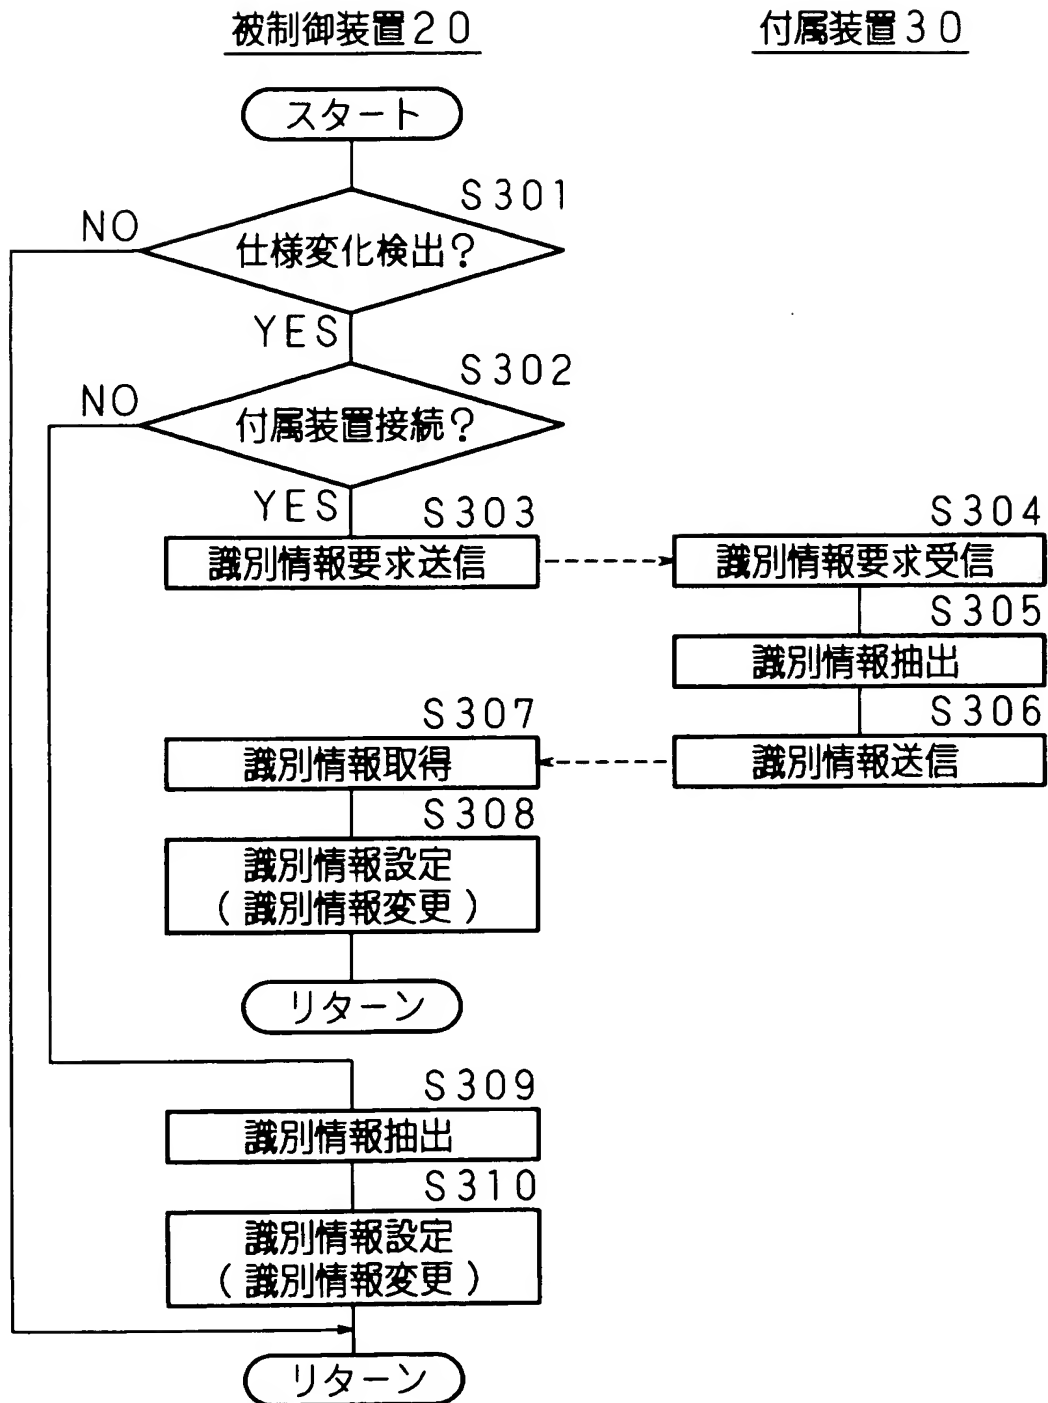 被制御装置20
付属装置30
スタート
S301
NO
仕様変化検出?
YES
S302
NO
付属装置接続?
YES
S303
識別情報要求送信
S304
識別情報要求受信
S305
識別情報抽出
S306
識別情報送信
S307
識別情報取得
S308
識別情報設定
(識別情報変更)
リターン
S309
識別情報抽出
S310
識別情報設定
(識別情報変更)
リターン